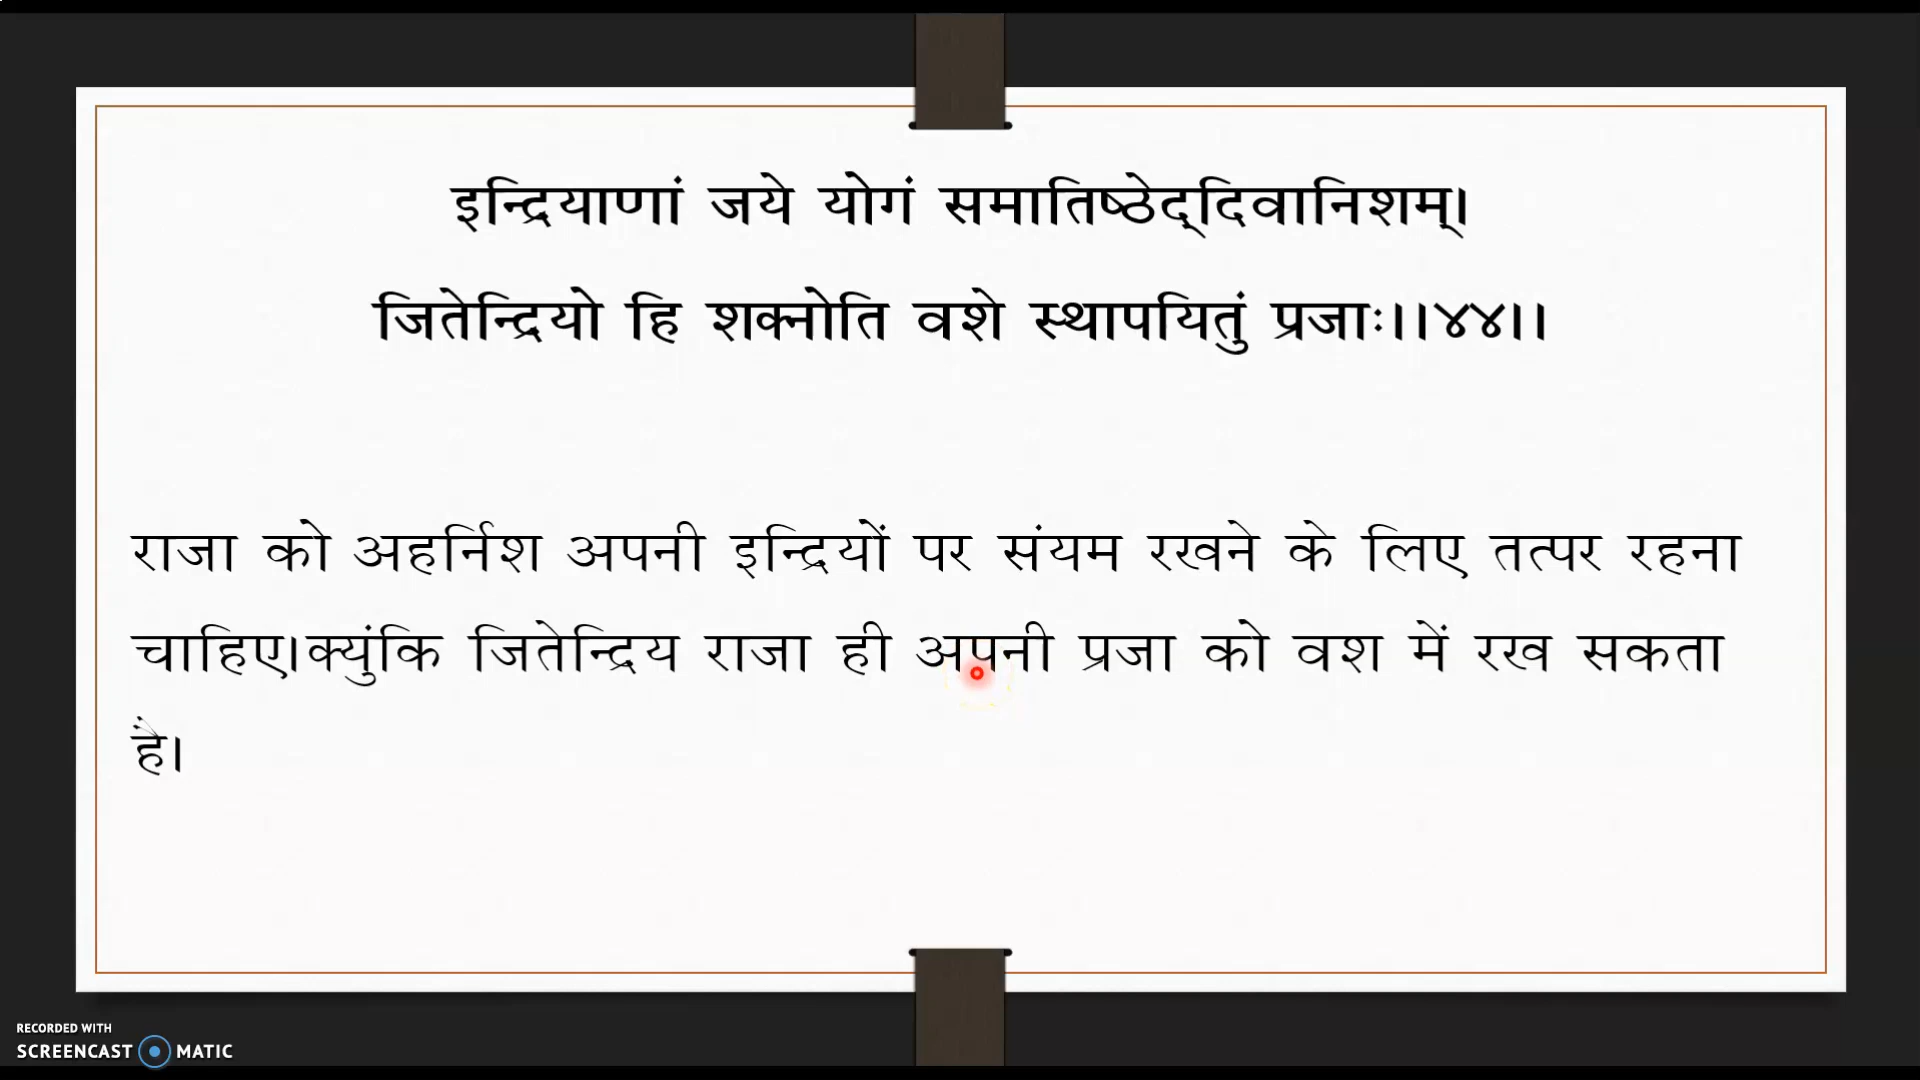 इन्द्रियाणां जये योगं समातिष्ठेद्दिवानिशम्।
जितेन्द्रियो हि शक्नोति वशे स्थापयितुं प्रजाः।।४४।।
राजा को अहर्निश अपनी इन्द्रियों पर संयम रखने के लिए तत्पर रहना
चाहिए।क्युंकि जितेन्द्रिय राजा ही अपनी प्रजा को वश में रख सकता
है।
RECORDED WITH
SCREENCAST MATIC